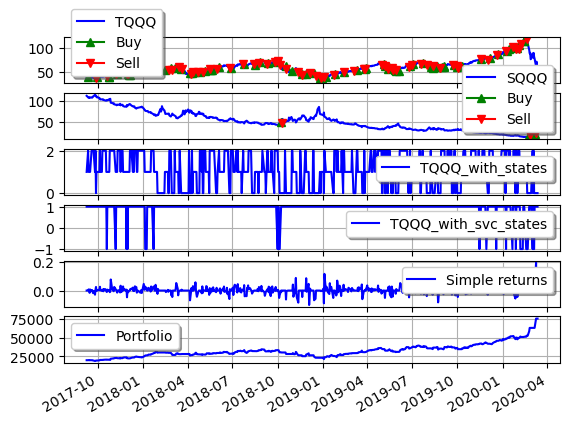 TQQQ
Buy
Sell
100
50
SQQQ
Buy
Sell
100
50
2
0
TQQQ_with_states
1
0
−1
TQQQ_with_svc_states
0.2
0.0
Simple returns
75000
50000
25000
Portfolio
2017-10
2018-01
2018-04
2018-07
2018-10
2019-01
2019-04
2019-07
2019-10
2020-01
2020-04